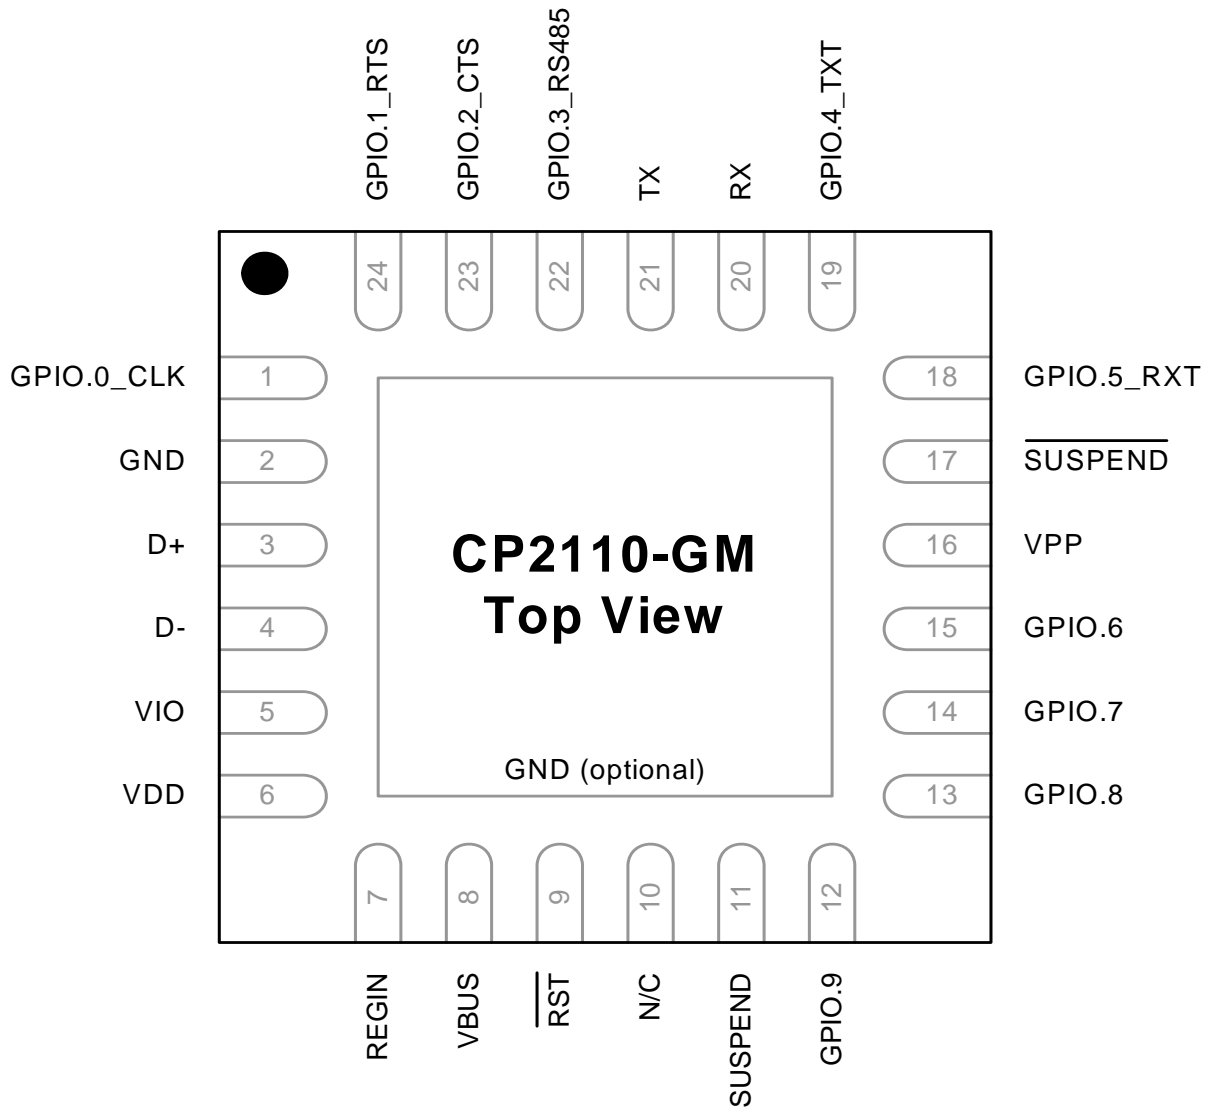 GPIO.1_RTS
GPIO.2_CTS
GPIO.3_RS485
TX
RX
GPIO.4_TXT
24
23
22
21
20
19
GPIO.0_CLK
1
18
GPIO.5_RXT
GND
2
17
SUSPEND
D+
3
16
VPP
D-
4
15
GPIO.6
VIO
5
14
GPIO.7
VDD
6
13
GPIO.8
CP2110-GM
Top View
GND (optional)
7
8
9
10
11
12
REGIN
VBUS
RST
N/C
SUSPEND
GPIO.9